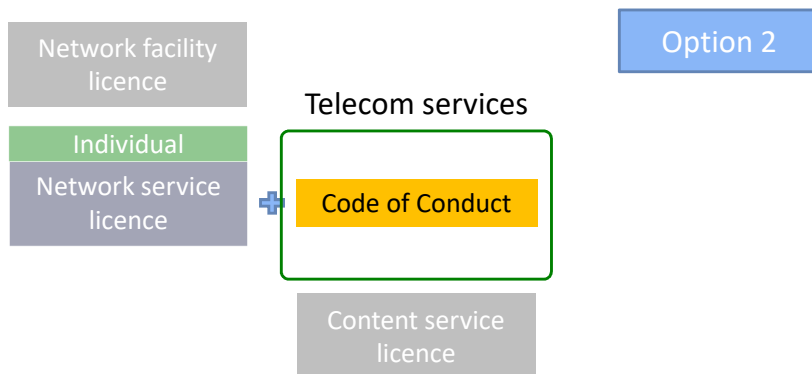 Option 2
Network facility
licence
Telecom services
Individual
Network service
licence
Code of Conduct
Content service
licence